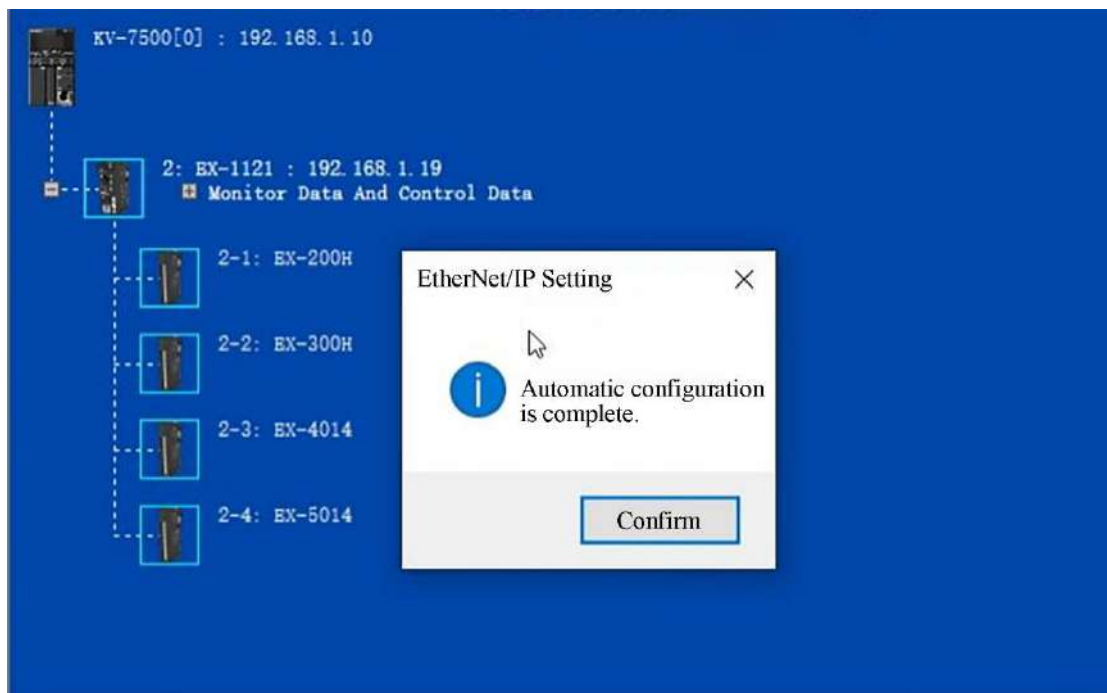 KV-7500[0] : 192.168.1.10
2: EX-1121 : 192.168.1.19
Monitor Data And Control Data
2-1: EX-200H
2-2: EX-300H
2-3: EX-4014
2-4: EX-5014
EtherNet/IP Setting
Automatic configuration
is complete.
Confirm